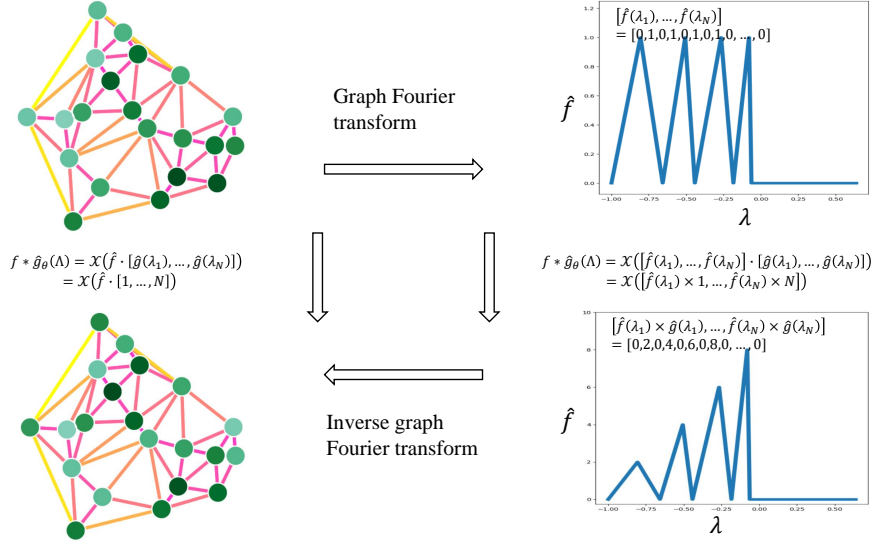 [f̂(λ₁), …, f̂(λ_N)]
= [0,1,0,1,0,1,0,1,0, …, 0]
1.0
0.8
0.6
0.4
0.2
0.0
f̂
-1.00
-0.75
-0.50
-0.25
0.00
0.25
0.50
λ
Graph Fourier
transform
f ∗ ĝ_θ(Λ) = 𝒳(f̂ · [ĝ(λ₁), …, ĝ(λ_N)])
= 𝒳(f̂ · [1, …, N])
f ∗ ĝ_θ(Λ) = 𝒳([f̂(λ₁), …, f̂(λ_N)] · [ĝ(λ₁), …, ĝ(λ_N)])
= 𝒳([f̂(λ₁) × 1, …, f̂(λ_N) × N])
Inverse graph
Fourier transform
[f̂(λ₁) × ĝ(λ₁), …, f̂(λ_N) × ĝ(λ_N)]
= [0,2,0,4,0,6,0,8,0, …, 0]
10
8
6
4
2
0
f̂
-1.00
-0.75
-0.50
-0.25
0.00
0.25
0.50
λ